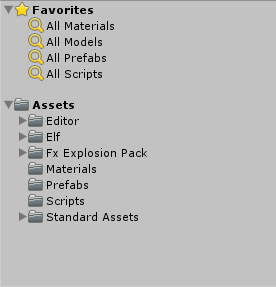 Favorites
All Materials
All Models
All Prefabs
All Scripts
Assets
Editor
Elf
Fx Explosion Pack
Materials
Prefabs
Scripts
Standard Assets